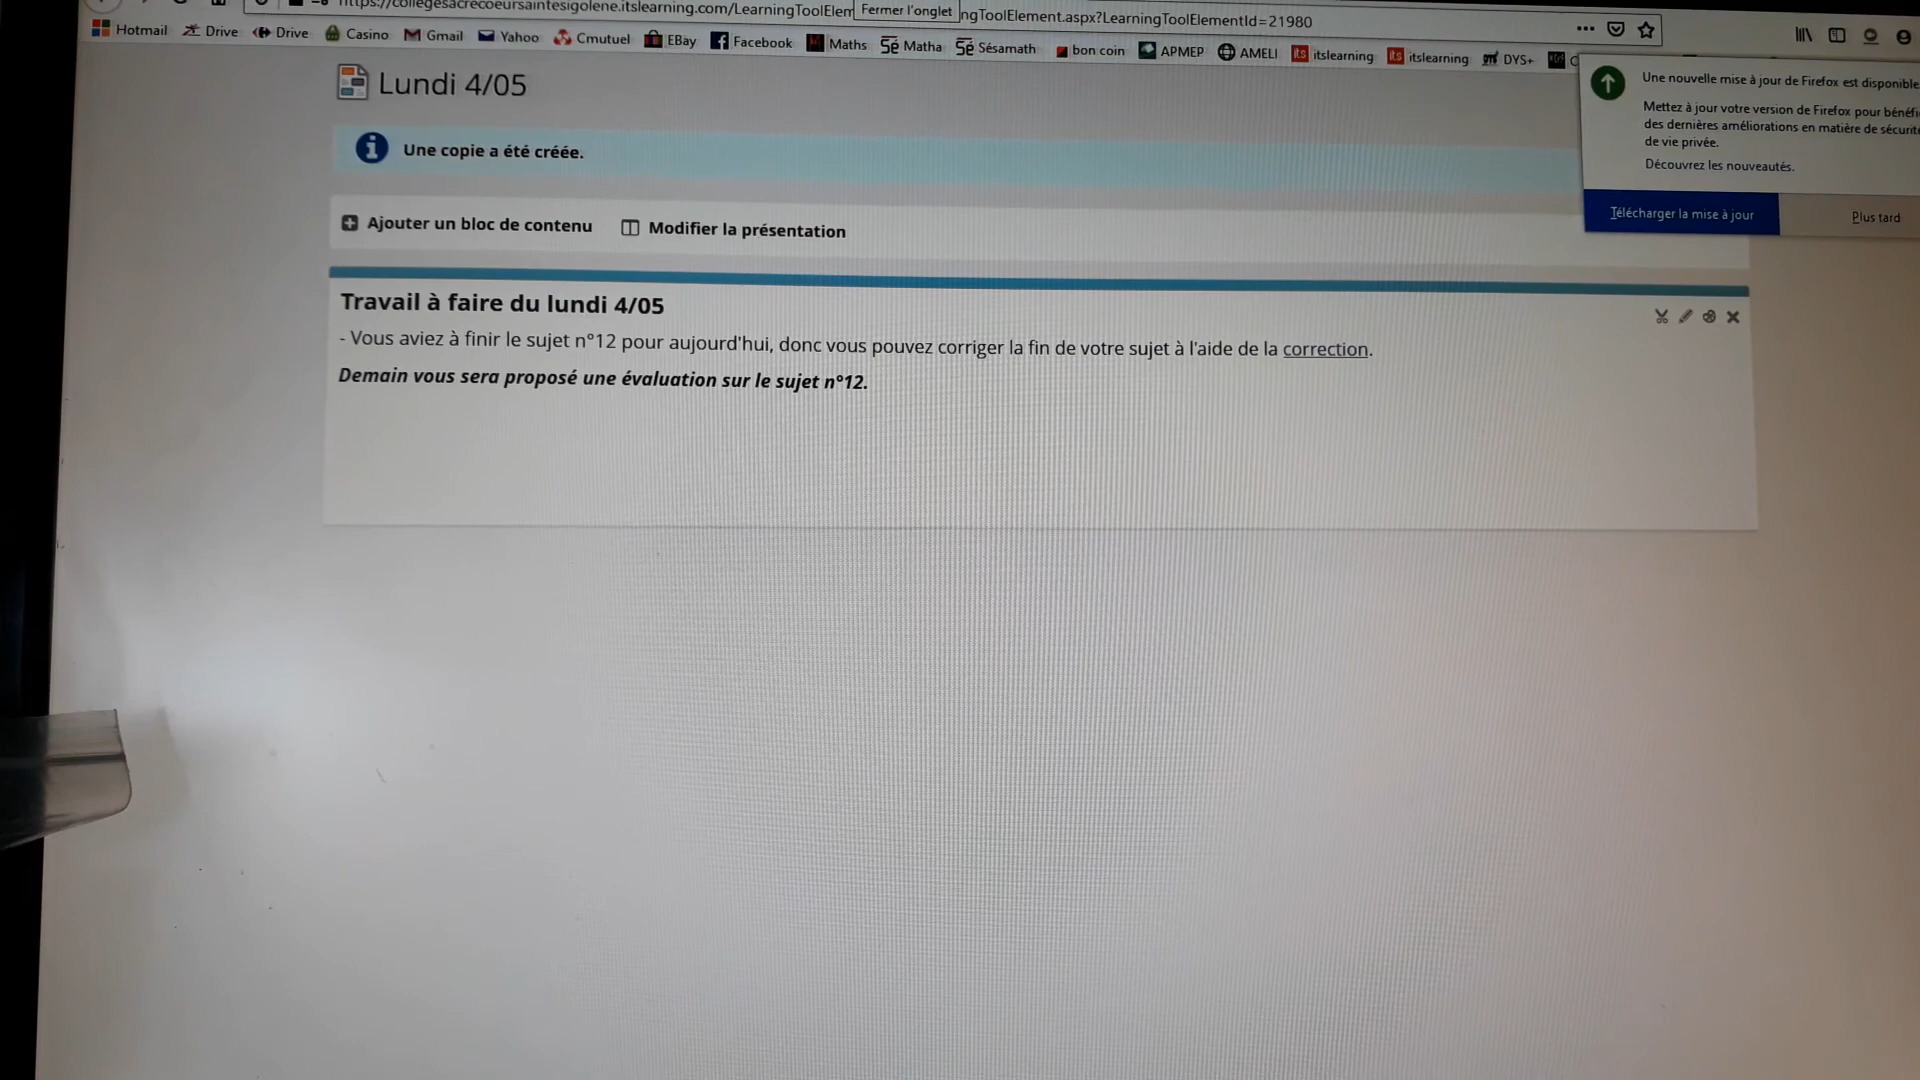 https://collegesacrecoeursaintesigolene.itslearning.com/LearningToolElem
Fermer l'onglet
ngToolElement.aspx?LearningToolElementId=21980
Hotmail Drive Drive Casino Gmail Yahoo Cmutuel EBay Facebook Maths Sé Matha Sé Sésamath bon coin APMEP AMELI its itslearning its itslearning DYS+
Lundi 4/05
Une nouvelle mise à jour de Firefox est disponible
Mettez à jour votre version de Firefox pour bénéfi
des dernières améliorations en matière de sécurité
de vie privée.
Découvrez les nouveautés.
Télécharger la mise à jour
Plus tard
Une copie a été créée.
Ajouter un bloc de contenu Modifier la présentation
Travail à faire du lundi 4/05
- Vous aviez à finir le sujet n°12 pour aujourd'hui, donc vous pouvez corriger la fin de votre sujet à l'aide de la correction.
Demain vous sera proposé une évaluation sur le sujet n°12.